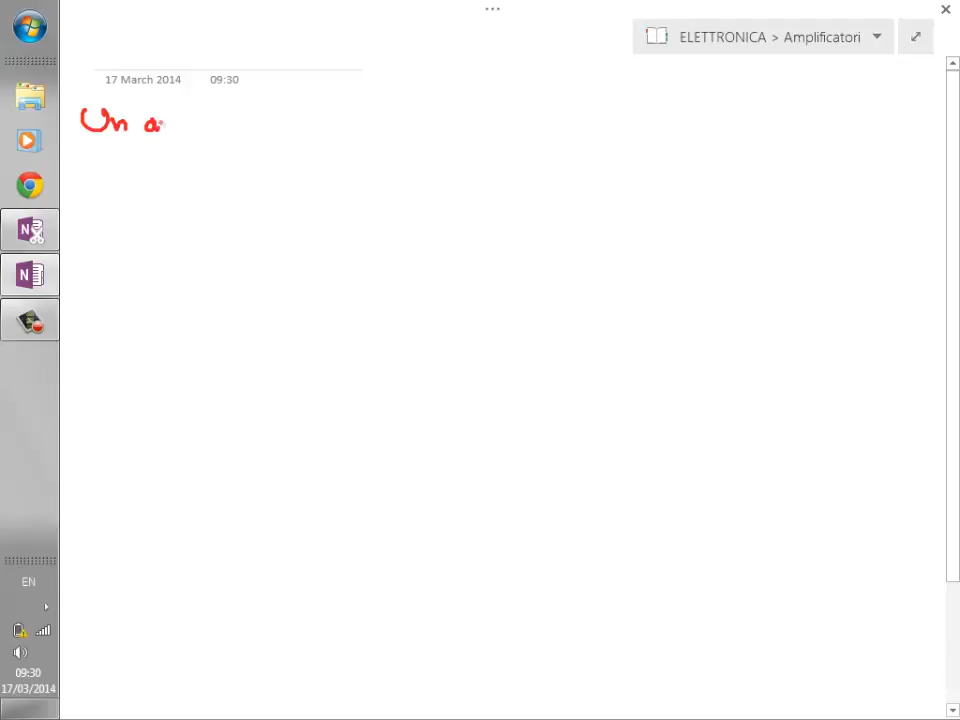 ELETTRONICA > Amplificatori
17 March 2014 09:30
Un a
EN
09:30
17/03/2014